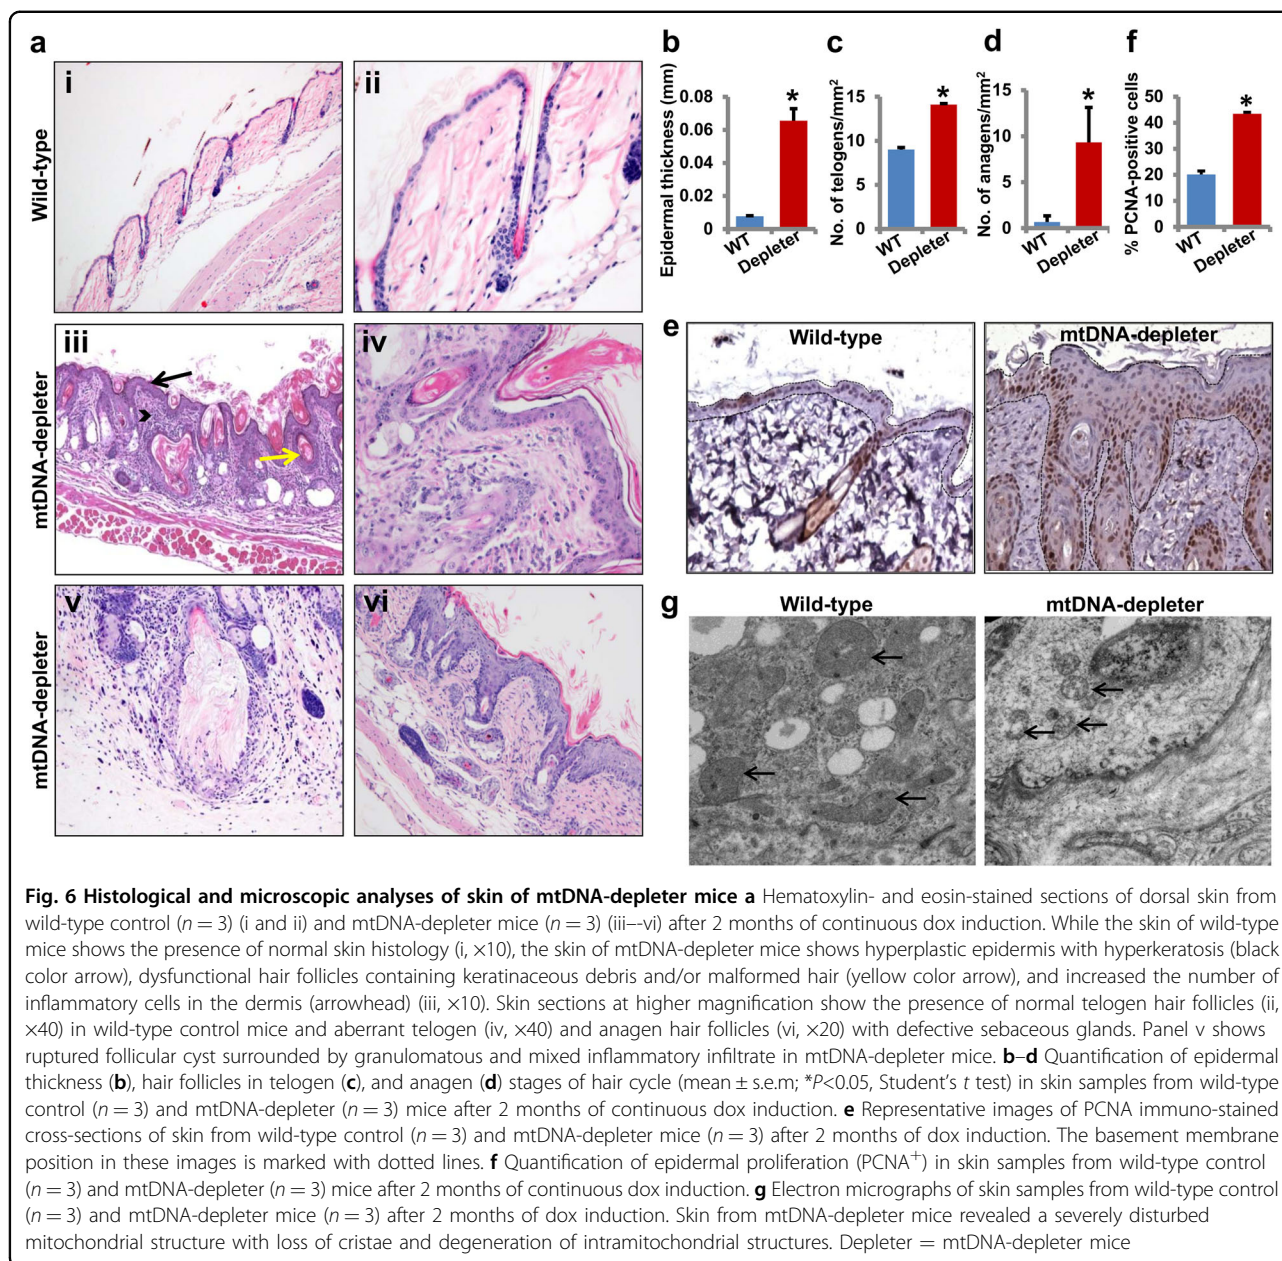 a
i
ii
Wild-type
iii
iv
mtDNA-depleter
v
vi
mtDNA-depleter
b
Epidermal thickness (mm)
0.08
0.06
0.04
0.02
0
*
WT
Depleter
c
No. of telogens/mm²
15
10
5
0
*
WT
Depleter
d
No. of anagens/mm²
15
10
5
0
*
WT
Depleter
f
% PCNA-positive cells
50
40
30
20
10
0
*
WT
Depleter
e
Wild-type
mtDNA-depleter
g
Wild-type
mtDNA-depleter
Fig. 6 Histological and microscopic analyses of skin of mtDNA-depleter mice a Hematoxylin- and eosin-stained sections of dorsal skin from
wild-type control (n = 3) (i and ii) and mtDNA-depleter mice (n = 3) (iii–-vi) after 2 months of continuous dox induction. While the skin of wild-type
mice shows the presence of normal skin histology (i, ×10), the skin of mtDNA-depleter mice shows hyperplastic epidermis with hyperkeratosis (black
color arrow), dysfunctional hair follicles containing keratinaceous debris and/or malformed hair (yellow color arrow), and increased the number of
inflammatory cells in the dermis (arrowhead) (iii, ×10). Skin sections at higher magnification show the presence of normal telogen hair follicles (ii,
×40) in wild-type control mice and aberrant telogen (iv, ×40) and anagen hair follicles (vi, ×20) with defective sebaceous glands. Panel v shows
ruptured follicular cyst surrounded by granulomatous and mixed inflammatory infiltrate in mtDNA-depleter mice. b–d Quantification of epidermal
thickness (b), hair follicles in telogen (c), and anagen (d) stages of hair cycle (mean ± s.e.m; *P<0.05, Student's t test) in skin samples from wild-type
control (n = 3) and mtDNA-depleter (n = 3) mice after 2 months of continuous dox induction. e Representative images of PCNA immuno-stained
cross-sections of skin from wild-type control (n = 3) and mtDNA-depleter mice (n = 3) after 2 months of dox induction. The basement membrane
position in these images is marked with dotted lines. f Quantification of epidermal proliferation (PCNA⁺) in skin samples from wild-type control
(n = 3) and mtDNA-depleter (n = 3) mice after 2 months of continuous dox induction. g Electron micrographs of skin samples from wild-type control
(n = 3) and mtDNA-depleter mice (n = 3) after 2 months of dox induction. Skin from mtDNA-depleter mice revealed a severely disturbed
mitochondrial structure with loss of cristae and degeneration of intramitochondrial structures. Depleter = mtDNA-depleter mice